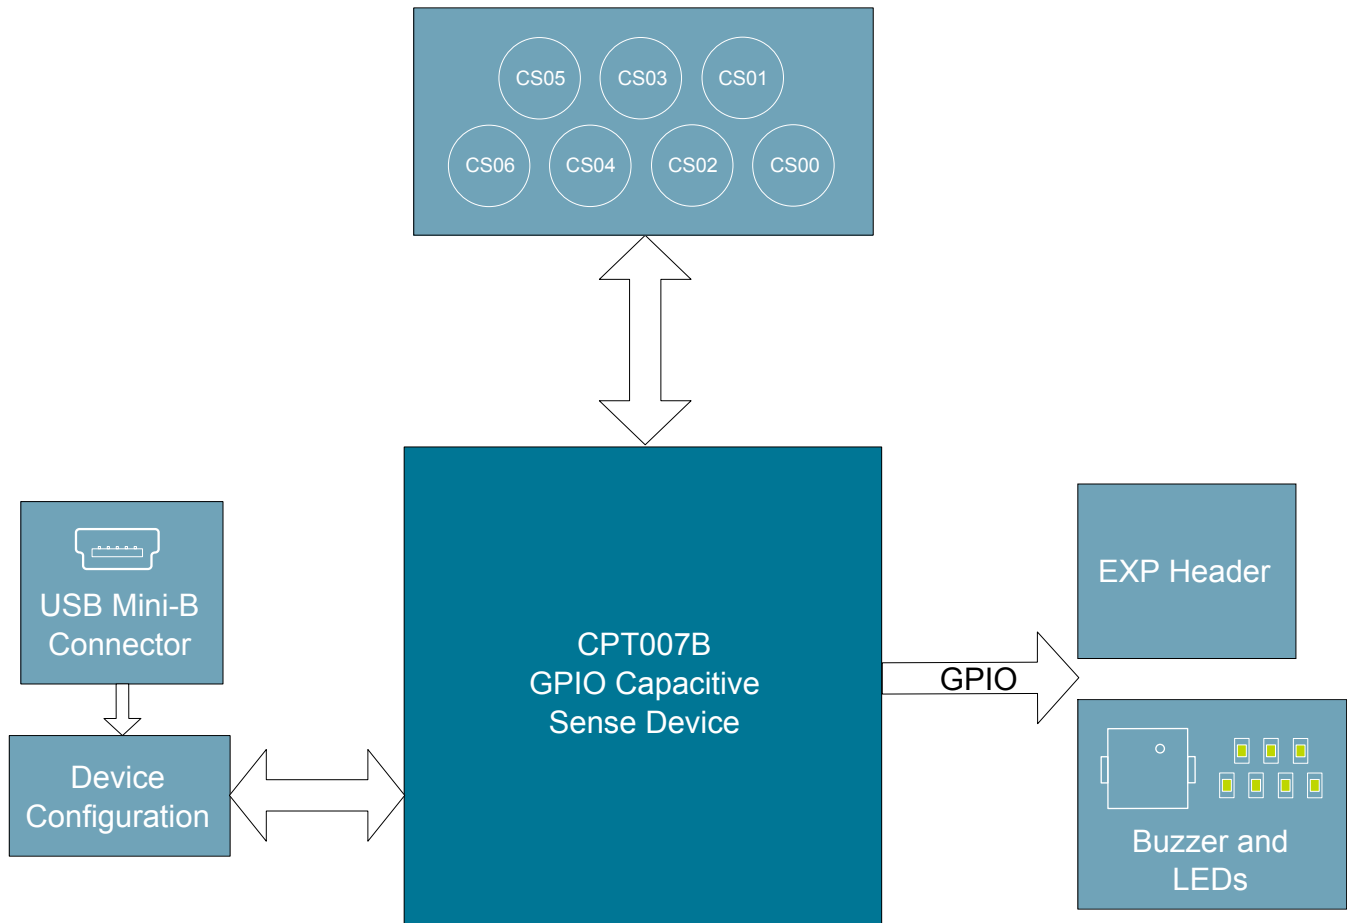 CS05 CS03 CS01
CS06 CS04 CS02 CS00
USB Mini-B
Connector
Device
Configuration
CPT007B
GPIO Capacitive
Sense Device
GPIO
EXP Header
Buzzer and
LEDs